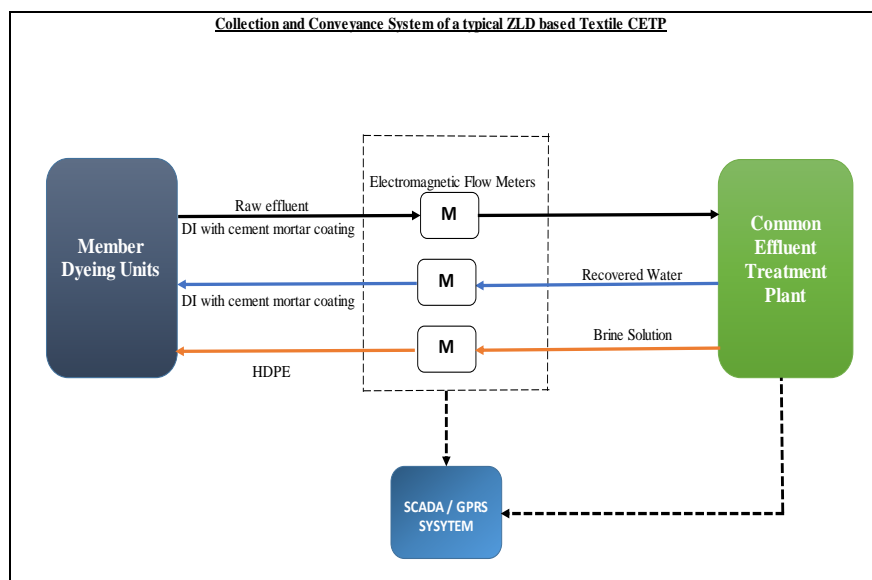 Collection and Conveyance System of a typical ZLD based Textile CETP
Electromagnetic Flow Meters
Raw effluent
M
DI with cement mortar coating
Member
Dyeing Units
Common
Effluent
Treatment
Plant
M
Recovered Water
DI with cement mortar coating
M
Brine Solution
HDPE
SCADA / GPRS
SYSYTEM